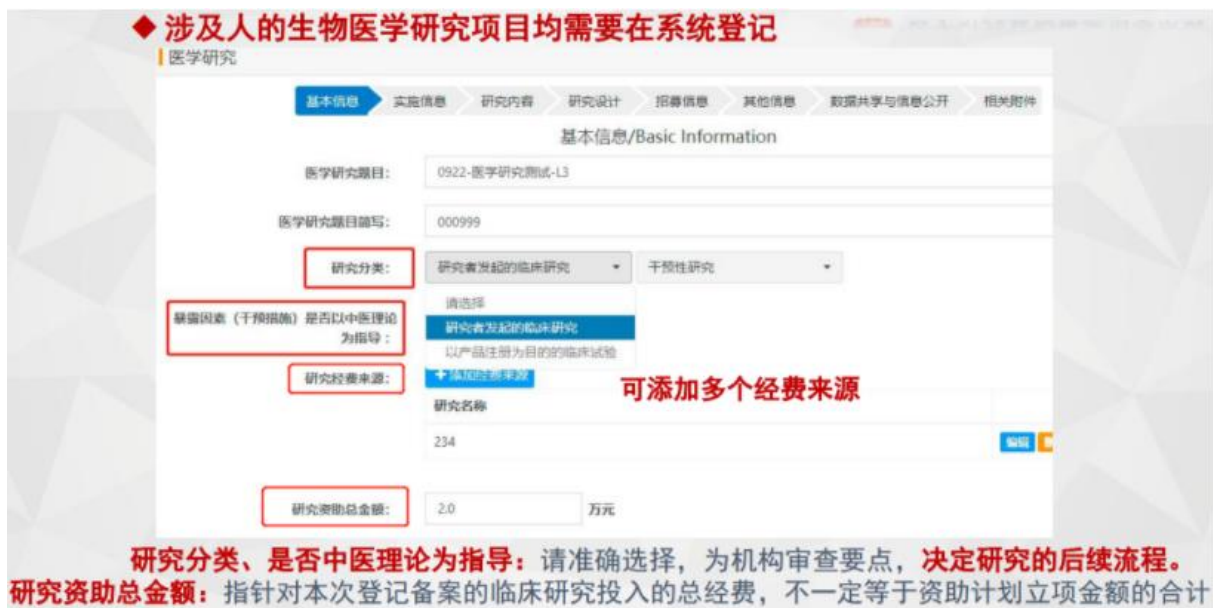 ◆ 涉及人的生物医学研究项目均需要在系统登记
医学研究
基本信息 实施信息 研究内容 研究设计 招募信息 其他信息 数据共享与信息公开 相关附件
基本信息/Basic Information
医学研究题目： 0922-医学研究测试-L3
医学研究题目简写： 000999
研究分类： 研究者发起的临床研究 干预性研究
请选择
暴露因素（干预措施）是否以中医理论
为指导：
研究者发起的临床研究
以产品注册为目的的临床试验
研究经费来源： +添加经费来源
可添加多个经费来源
研究名称
234 编辑
研究资助总金额： 2.0 万元
研究分类、是否中医理论为指导：请准确选择，为机构审查要点，决定研究的后续流程。
研究资助总金额：指针对本次登记备案的临床研究投入的总经费，不一定等于资助计划立项金额的合计